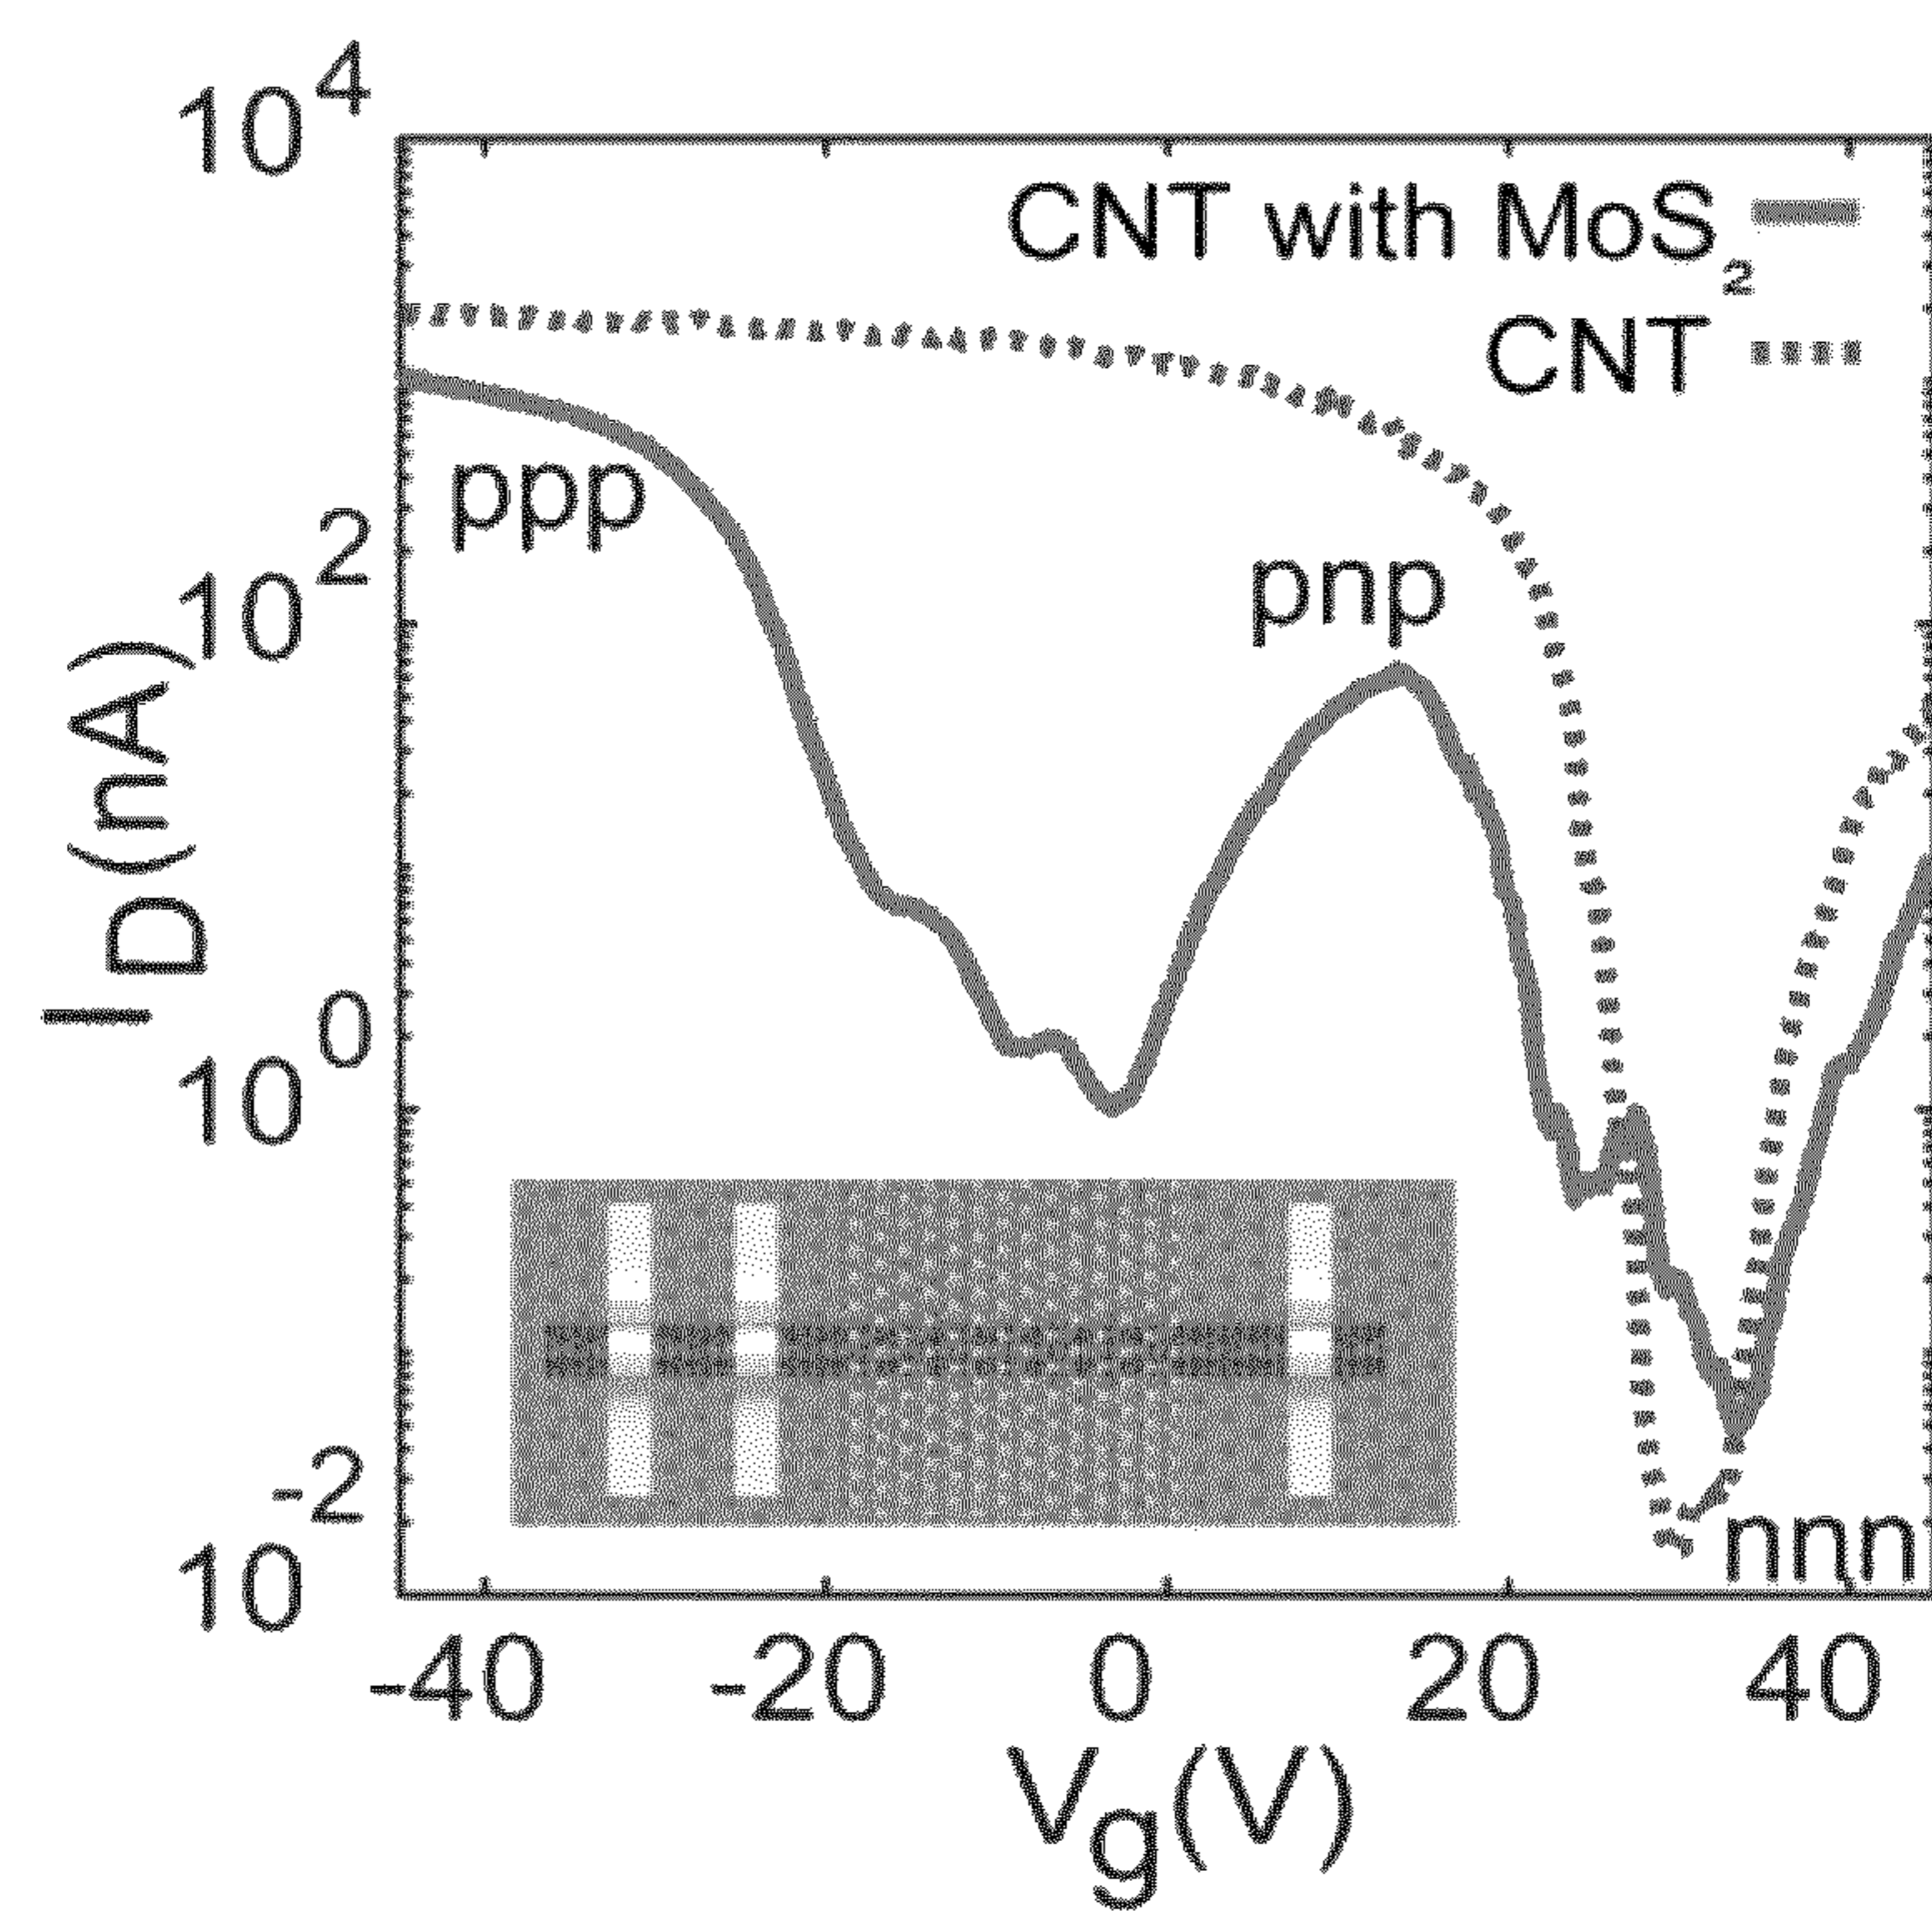 10^4
CNT with MoS₂
CNT
ppp
10^2
pnp
I D(nA)
10^0
10^-2
nnn
-40 -20 0 20 40
Vg(V)